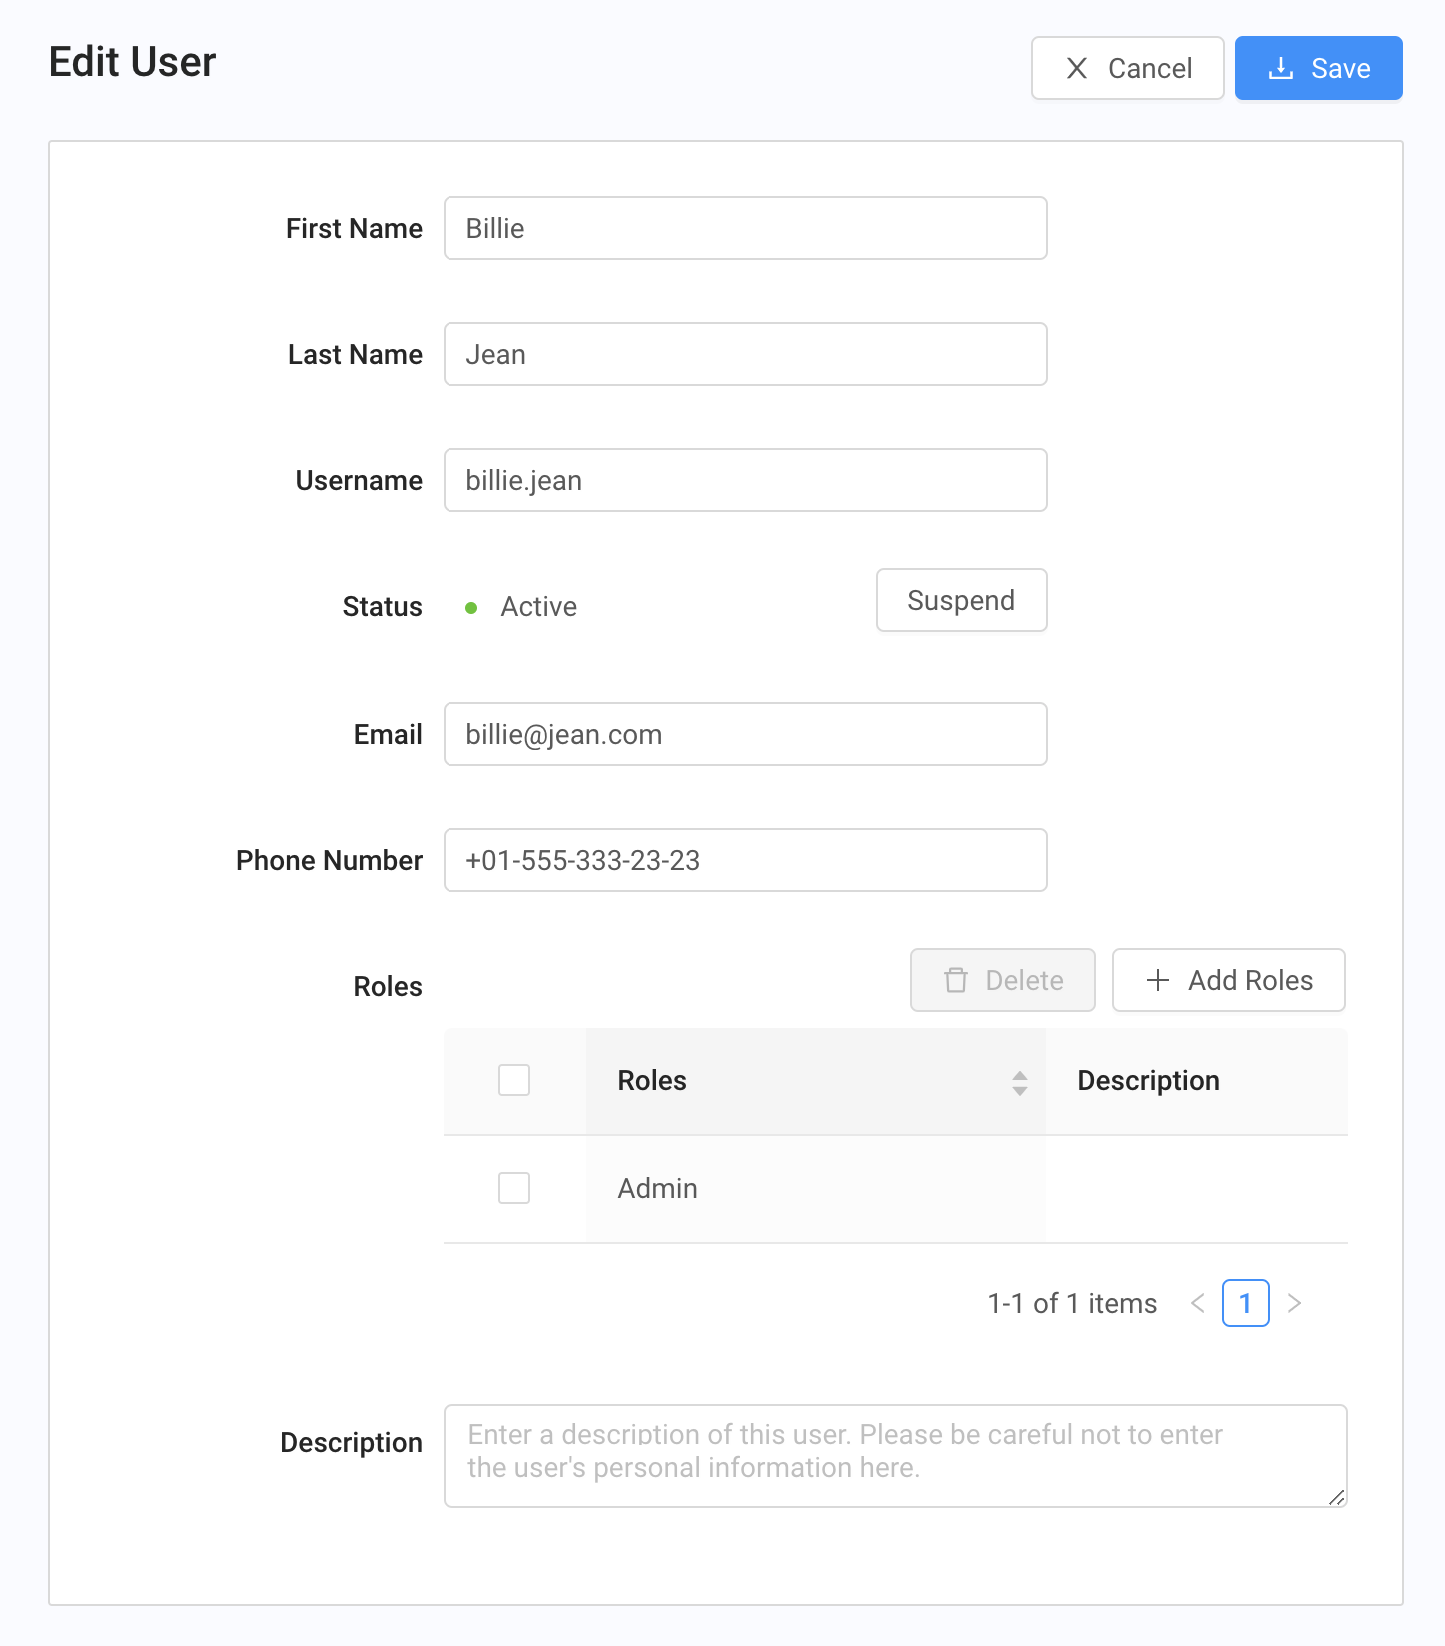 Edit User
Cancel
Save
First Name
Billie
Last Name
Jean
Username
billie.jean
Status
Active
Suspend
Email
billie@jean.com
Phone Number
+01-555-333-23-23
Roles
Delete
Add Roles
Roles
Description
Admin
1-1 of 1 items
1
Description
Enter a description of this user. Please be careful not to enter
the user's personal information here.